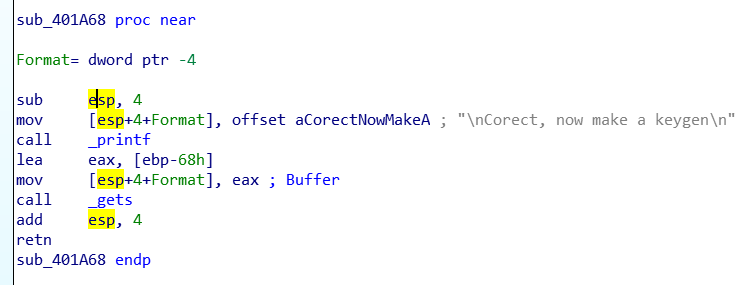 sub_401A68 proc near
Format= dword ptr -4
sub     esp, 4
mov     [esp+4+Format], offset aCorectNowMakeA ; "\nCorect, now make a keygen\n"
call    _printf
lea     eax, [ebp-68h]
mov     [esp+4+Format], eax ; Buffer
call    _gets
add     esp, 4
retn
sub_401A68 endp